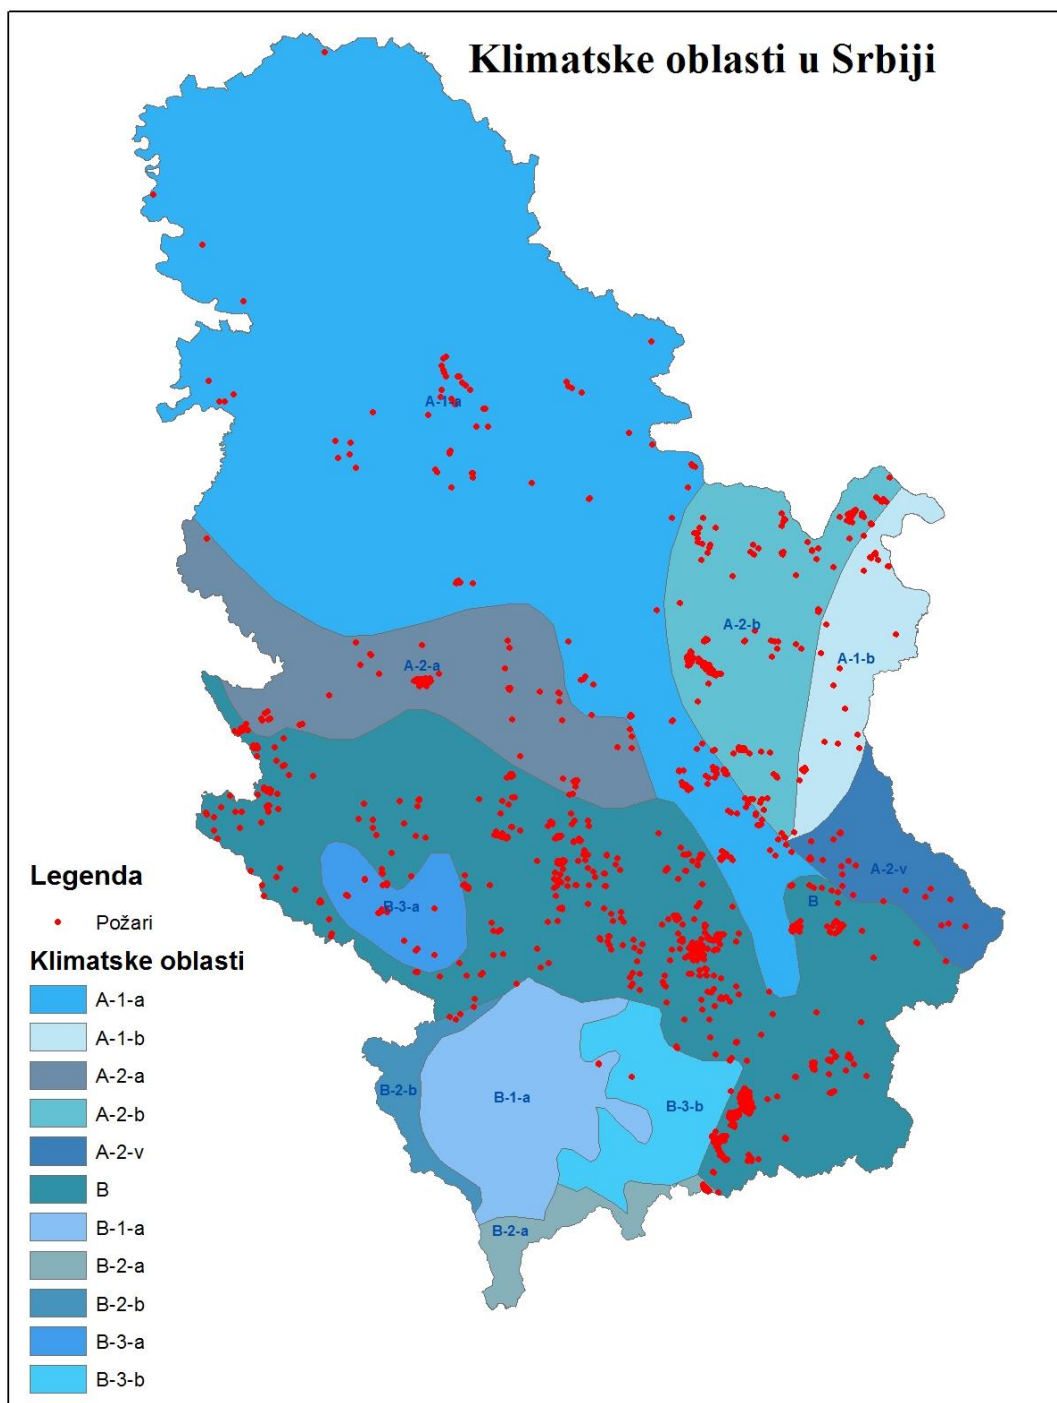 Klimatske oblasti u Srbiji
A-1-a
A-2-b
A-1-b
A-2-a
A-2-v
B
B-3-a
B-2-b
B-1-a
B-3-b
B-2-a
Legenda
Požari
Klimatske oblasti
A-1-a
A-1-b
A-2-a
A-2-b
A-2-v
B
B-1-a
B-2-a
B-2-b
B-3-a
B-3-b